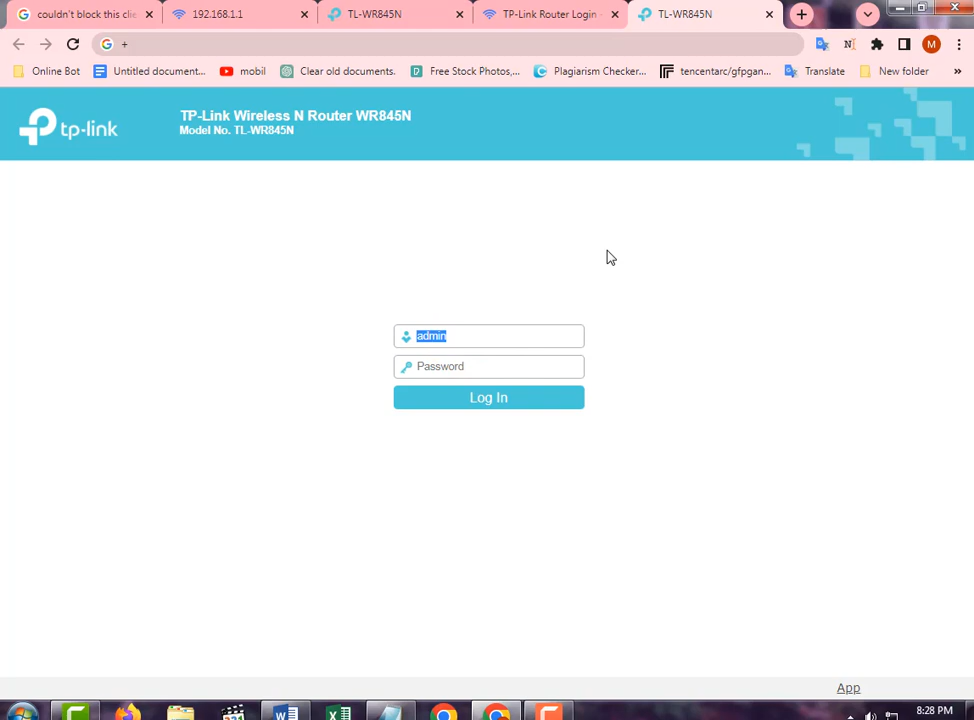 couldn't block this clie
192.168.1.1
TL-WR845N
TP-Link Router Login
TL-WR845N
+
M
Online Bot
Untitled document...
mobil
Clear old documents.
Free Stock Photos,...
Plagiarism Checker...
tencentarc/gfpgan...
Translate
New folder
»
tp-link
TP-Link Wireless N Router WR845N
Model No. TL-WR845N
admin
Password
Log In
App
8:28 PM